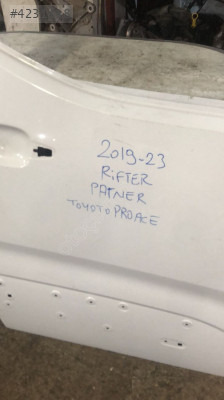 #423
2019-23
RiFTER
PATNER
TOYOTO PROACE